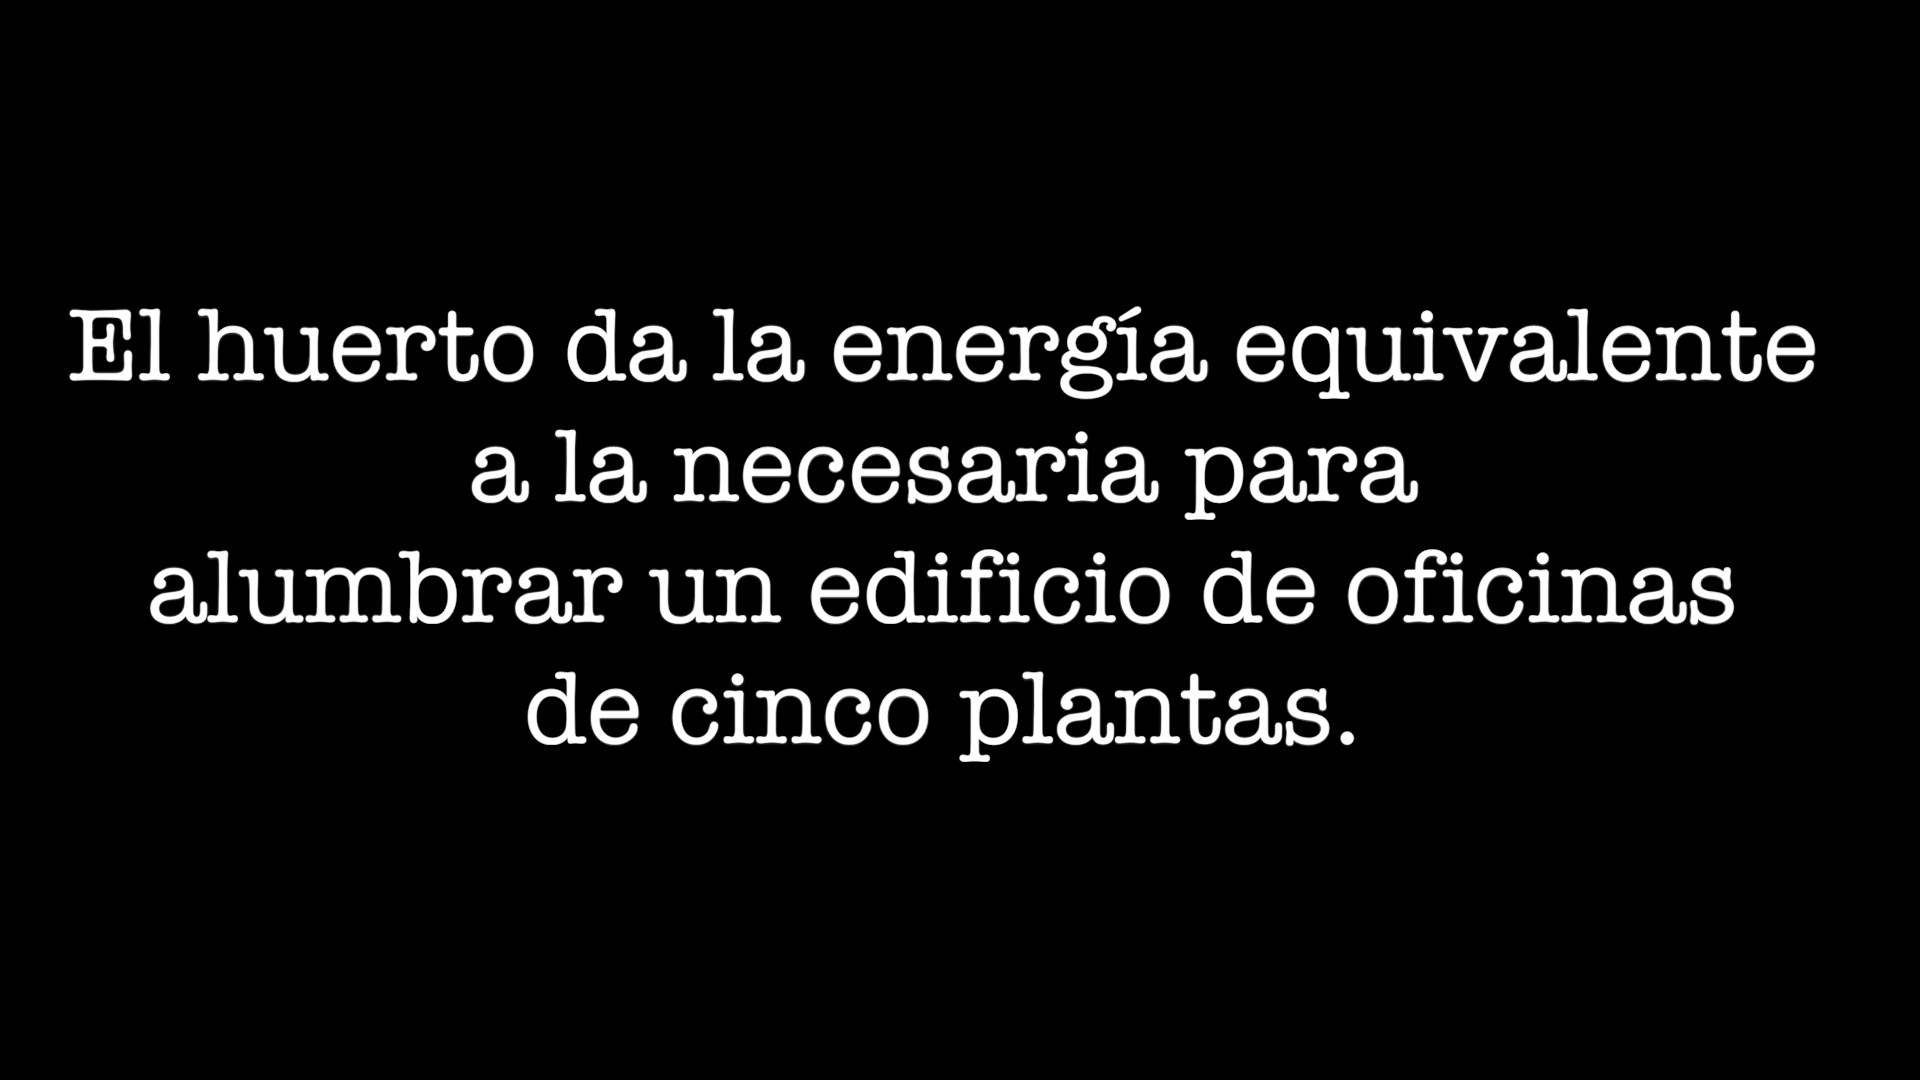 El huerto da la energía equivalente
a la necesaria para
alumbrar un edificio de oficinas
de cinco plantas.